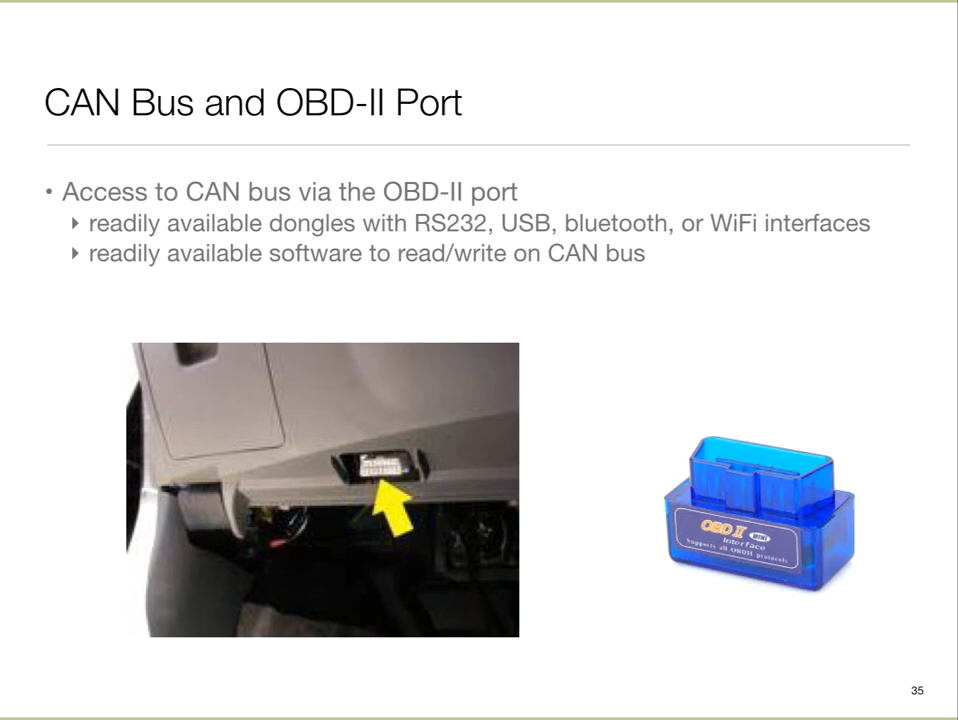 CAN Bus and OBD-II Port
• Access to CAN bus via the OBD-II port
‣ readily available dongles with RS232, USB, bluetooth, or WiFi interfaces
‣ readily available software to read/write on CAN bus
OBD II mini
Interface
Supports all OBDII protocols
35